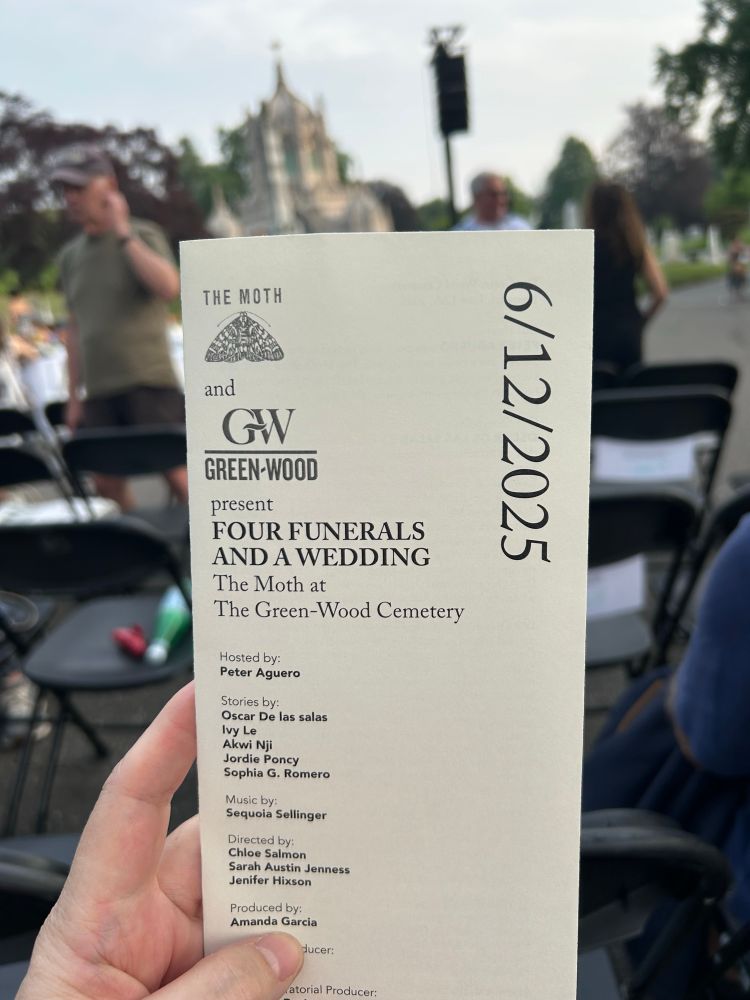 THE MOTH
and
GW
GREEN-WOOD
present
FOUR FUNERALS
AND A WEDDING
The Moth at
The Green-Wood Cemetery
6/12/2025
Hosted by:
Peter Aguero
Stories by:
Oscar De las salas
Ivy Le
Akwi Nji
Jordie Poncy
Sophia G. Romero
Music by:
Sequoia Sellinger
Directed by:
Chloe Salmon
Sarah Austin Jenness
Jenifer Hixson
Produced by:
Amanda Garcia
Producer: